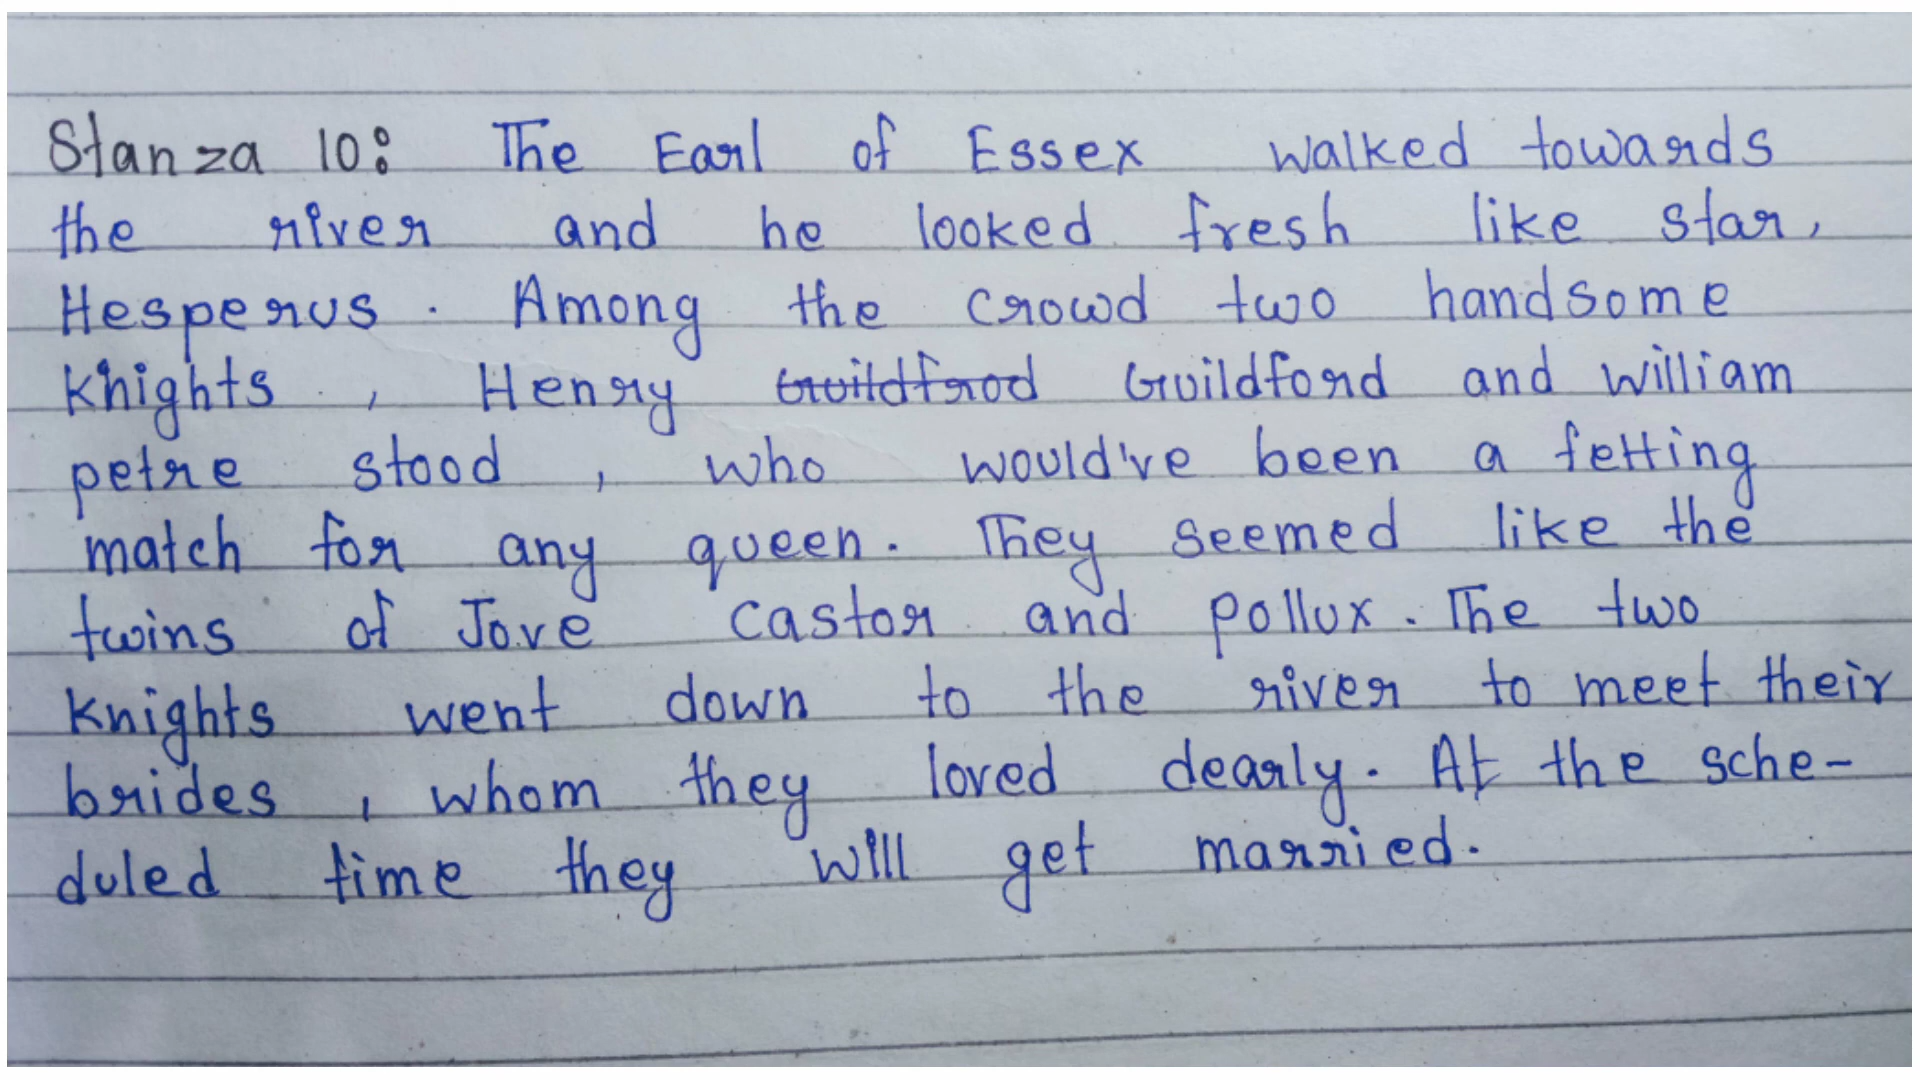 Stanza 10: The Earl of Essex walked towards
the river and he looked fresh like star,
Hesperus. Among the crowd two handsome
Knights, Henry Guildfrod Guildford and William
petre stood, who would've been a fetting
match for any queen. They seemed like the
twins of Jove Castor and Pollux. The two
Knights went down to the river to meet their
brides, whom they loved dearly. At the sche-
duled time they will get married.